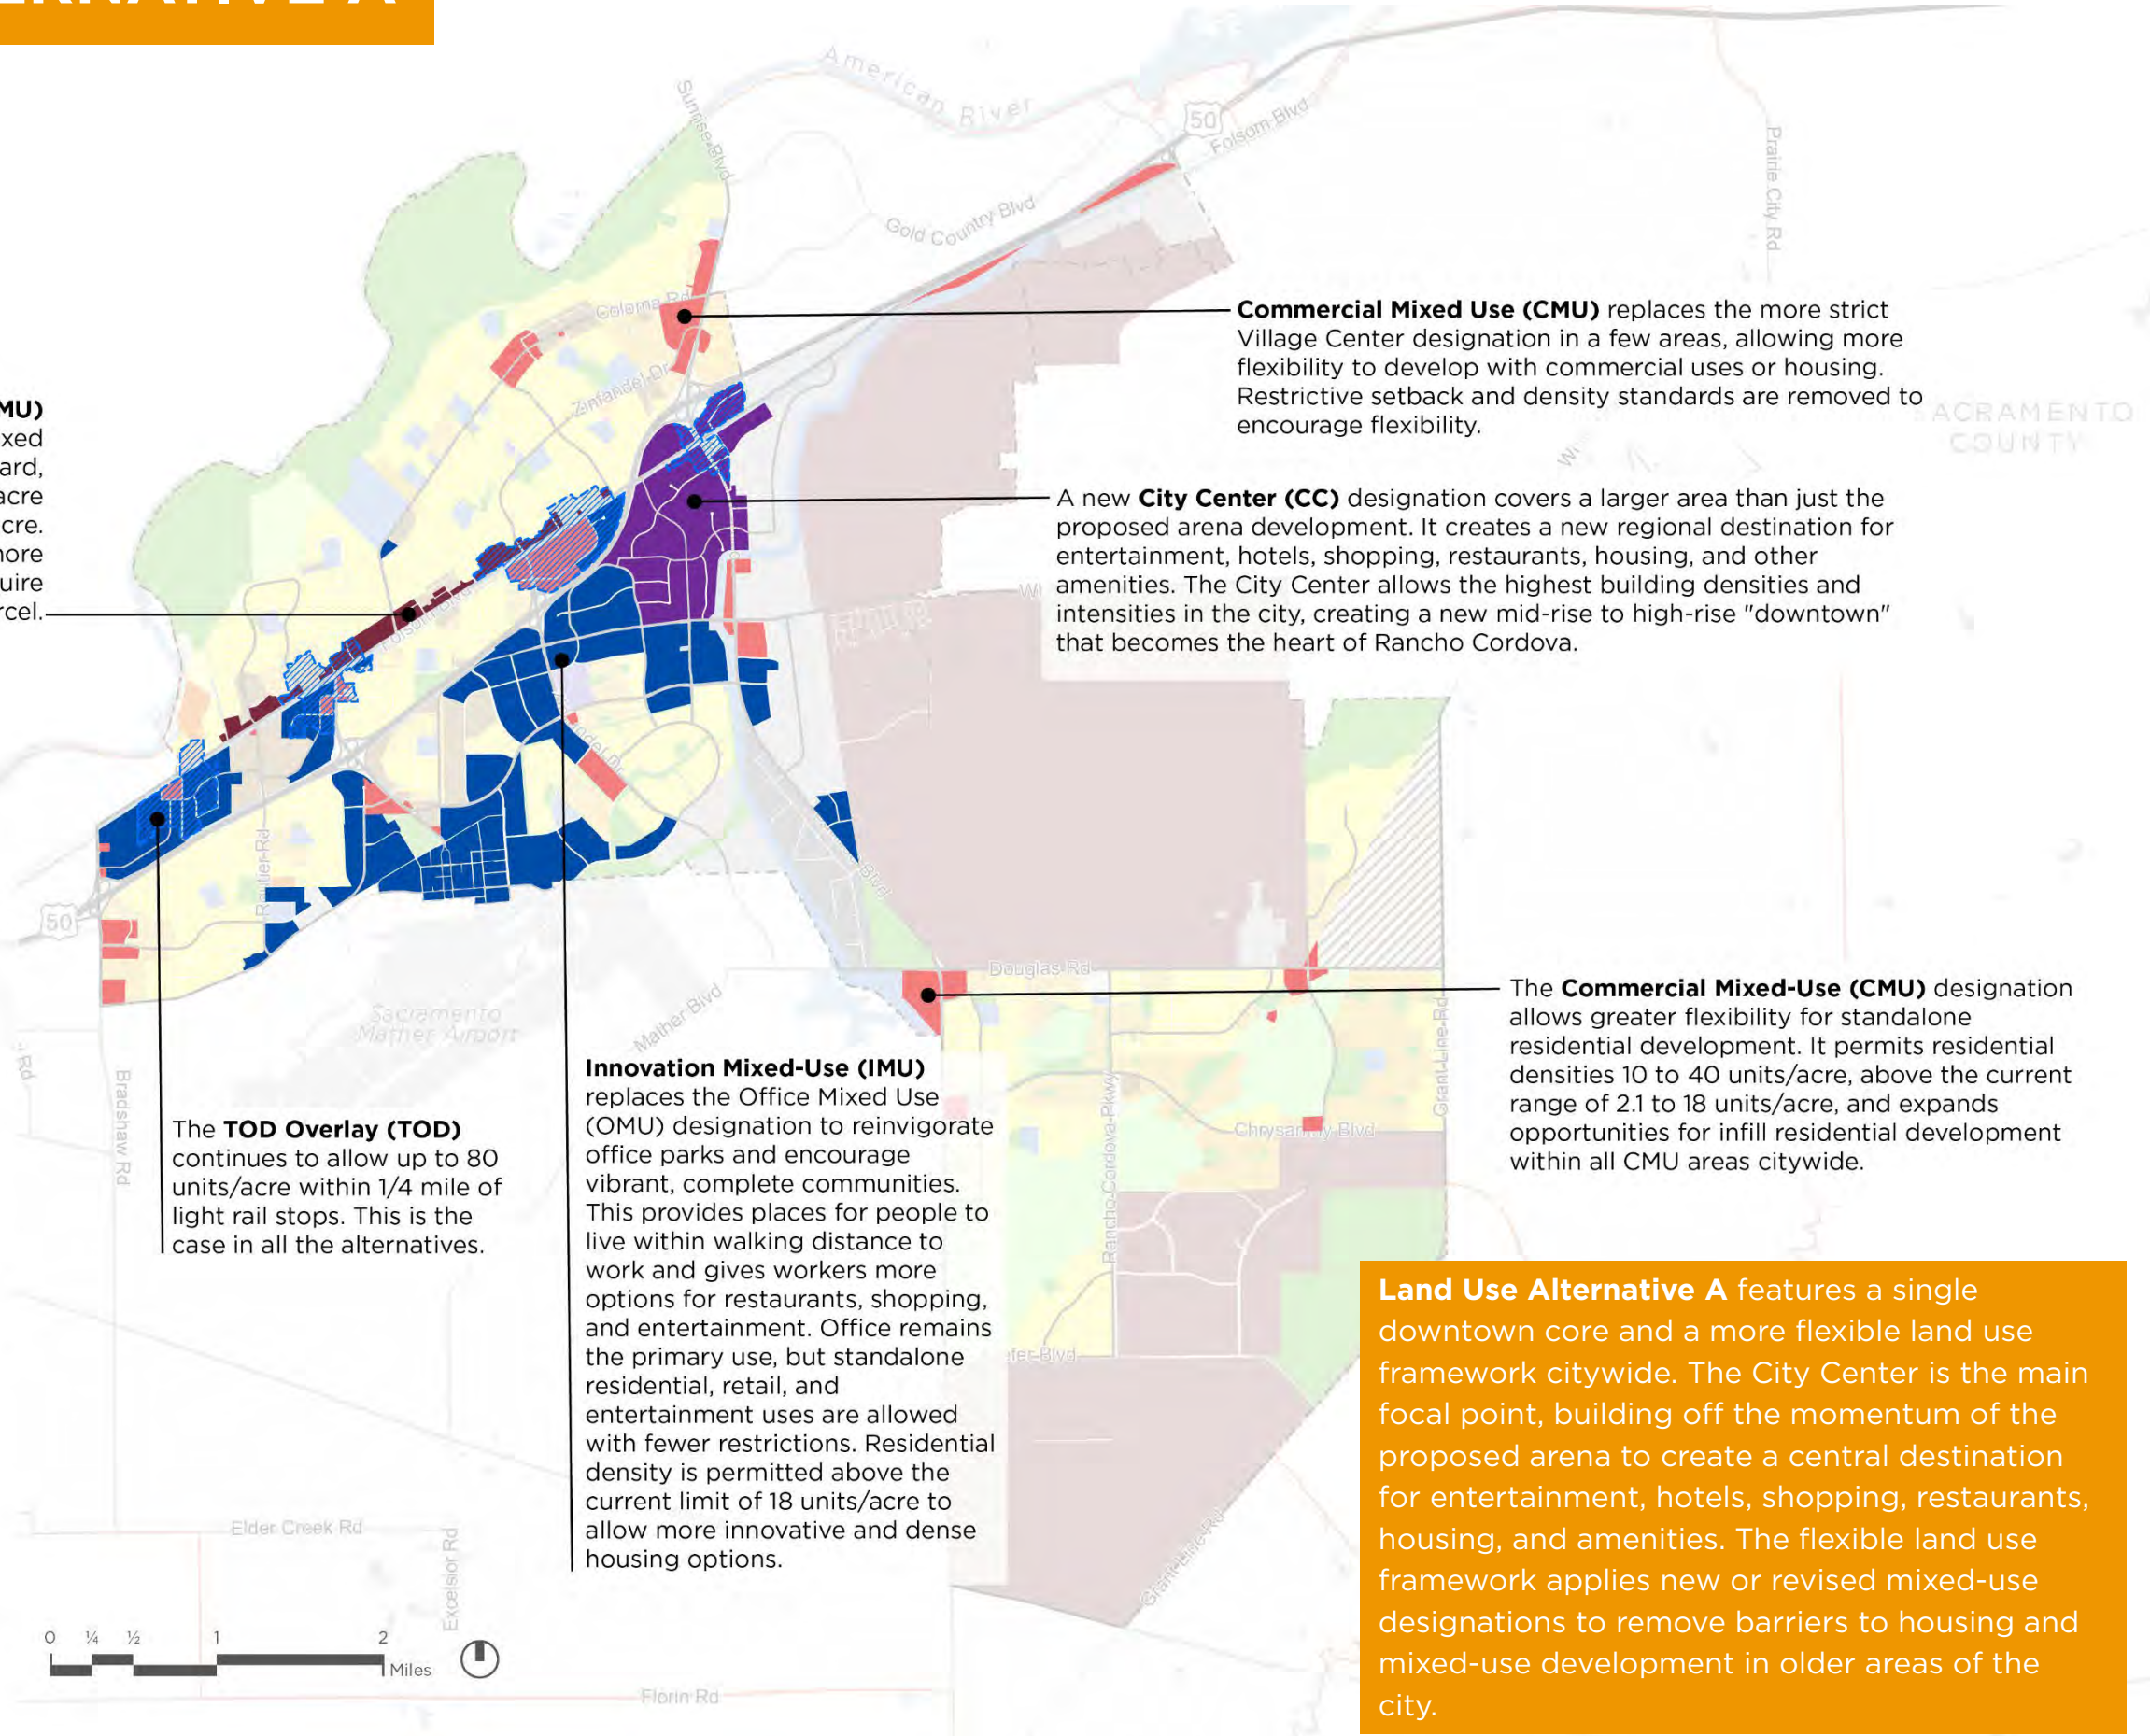 American River
Sunrise Blvd
50
Folsom Blvd
Prairie City Rd
Gold Country Blvd
Coloma Rd
Zinfandel Dr
SACRAMENTO
COUNTY
Commercial Mixed Use (CMU) replaces the more strict
Village Center designation in a few areas, allowing more
flexibility to develop with commercial uses or housing.
Restrictive setback and density standards are removed to
encourage flexibility.
MU)
xed
ard,
acre
cre.
more
uire
rcel.
A new City Center (CC) designation covers a larger area than just the
proposed arena development. It creates a new regional destination for
entertainment, hotels, shopping, restaurants, housing, and other
amenities. The City Center allows the highest building densities and
intensities in the city, creating a new mid-rise to high-rise "downtown"
that becomes the heart of Rancho Cordova.
Routier Rd
50
Blvd
Douglas Rd
Sacramento
Mather Airport
Mather Blvd
Grant Line Rd
The Commercial Mixed-Use (CMU) designation
allows greater flexibility for standalone
residential development. It permits residential
densities 10 to 40 units/acre, above the current
range of 2.1 to 18 units/acre, and expands
opportunities for infill residential development
within all CMU areas citywide.
Rd
Bradshaw Rd
Rancho Cordova Pkwy
Blvd
The TOD Overlay (TOD)
continues to allow up to 80
units/acre within 1/4 mile of
light rail stops. This is the
case in all the alternatives.
Innovation Mixed-Use (IMU)
replaces the Office Mixed Use
(OMU) designation to reinvigorate
office parks and encourage
vibrant, complete communities.
This provides places for people to
live within walking distance to
work and gives workers more
options for restaurants, shopping,
and entertainment. Office remains
the primary use, but standalone
residential, retail, and
entertainment uses are allowed
with fewer restrictions. Residential
density is permitted above the
current limit of 18 units/acre to
allow more innovative and dense
housing options.
fer Blvd
Grant Line Rd
Land Use Alternative A features a single
downtown core and a more flexible land use
framework citywide. The City Center is the main
focal point, building off the momentum of the
proposed arena to create a central destination
for entertainment, hotels, shopping, restaurants,
housing, and amenities. The flexible land use
framework applies new or revised mixed-use
designations to remove barriers to housing and
mixed-use development in older areas of the
city.
Elder Creek Rd
Excelsior Rd
0 ¼ ½ 1 2
Miles
Florin Rd